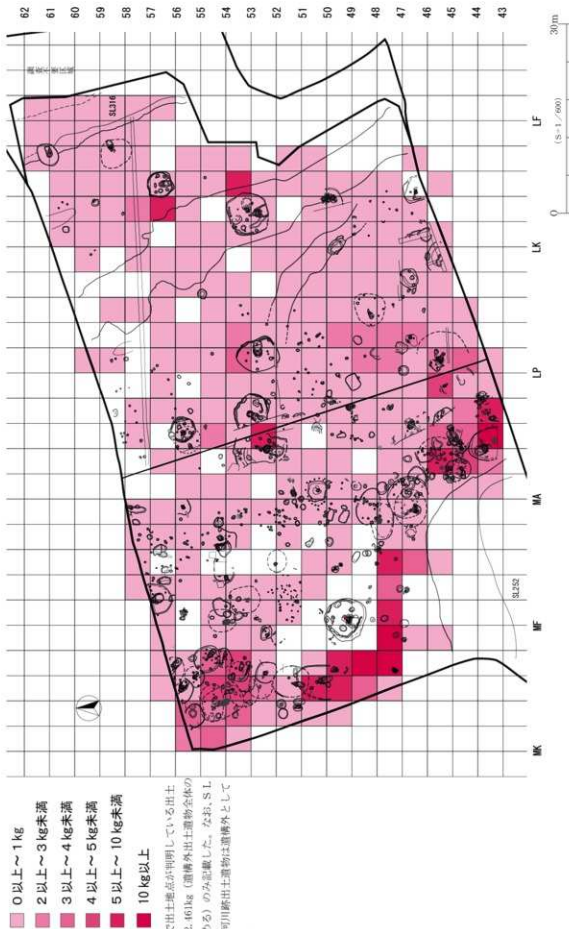 0以上～1kg
2以上～3kg未満
3以上～4kg未満
4以上～5kg未満
5以上～10kg未満
10kg以上
で出土地点が判明している出土
2,461kg（遺構外出土遺物全体の
める）のみ記載した。なお、SL
河川跡出土遺物は遺構外として
62
61
60
59
58
57
56
55
54
53
52
51
50
49
48
47
46
45
44
43
LF
LK
LP
MA
MF
MK
SL316
SL252
0
30m
(S=1／600)